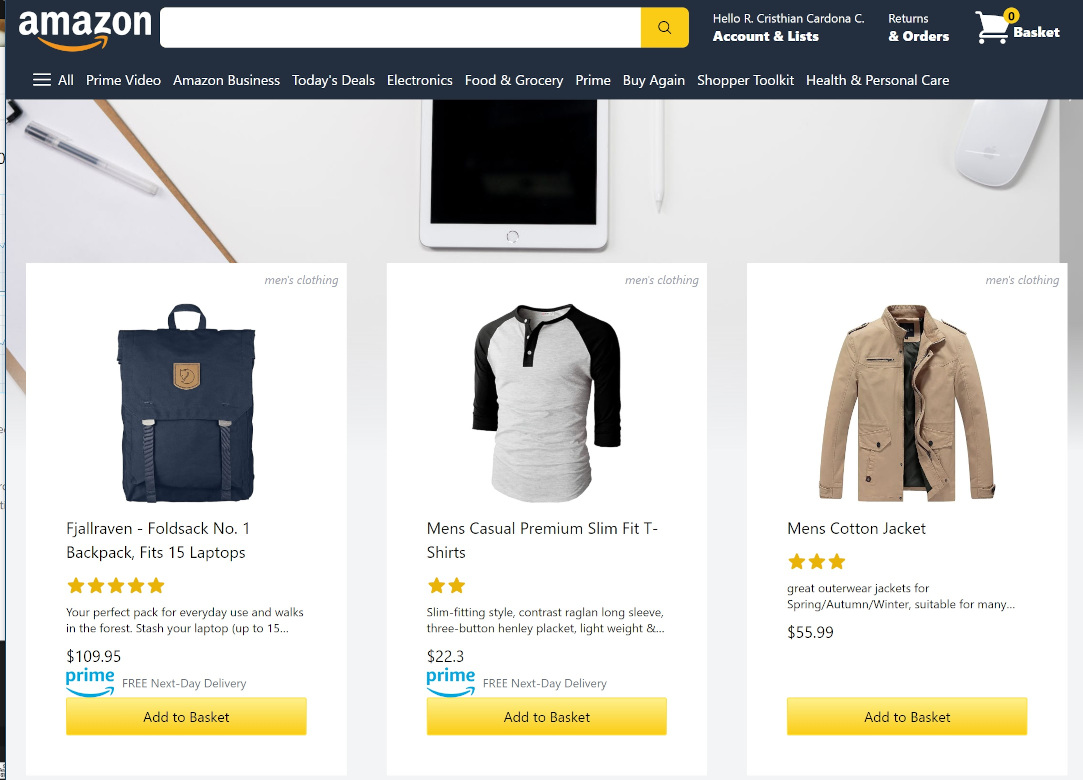 amazon
Hello R. Cristhian Cardona C.
Account & Lists
Returns
& Orders
0
Basket
All Prime Video Amazon Business Today's Deals Electronics Food & Grocery Prime Buy Again Shopper Toolkit Health & Personal Care
men's clothing
Fjallraven - Foldsack No. 1
Backpack, Fits 15 Laptops
Your perfect pack for everyday use and walks
in the forest. Stash your laptop (up to 15...
$109.95
prime FREE Next-Day Delivery
Add to Basket
men's clothing
Mens Casual Premium Slim Fit T-
Shirts
Slim-fitting style, contrast raglan long sleeve,
three-button henley placket, light weight &...
$22.3
prime FREE Next-Day Delivery
Add to Basket
men's clothing
Mens Cotton Jacket
great outerwear jackets for
Spring/Autumn/Winter, suitable for many...
$55.99
Add to Basket